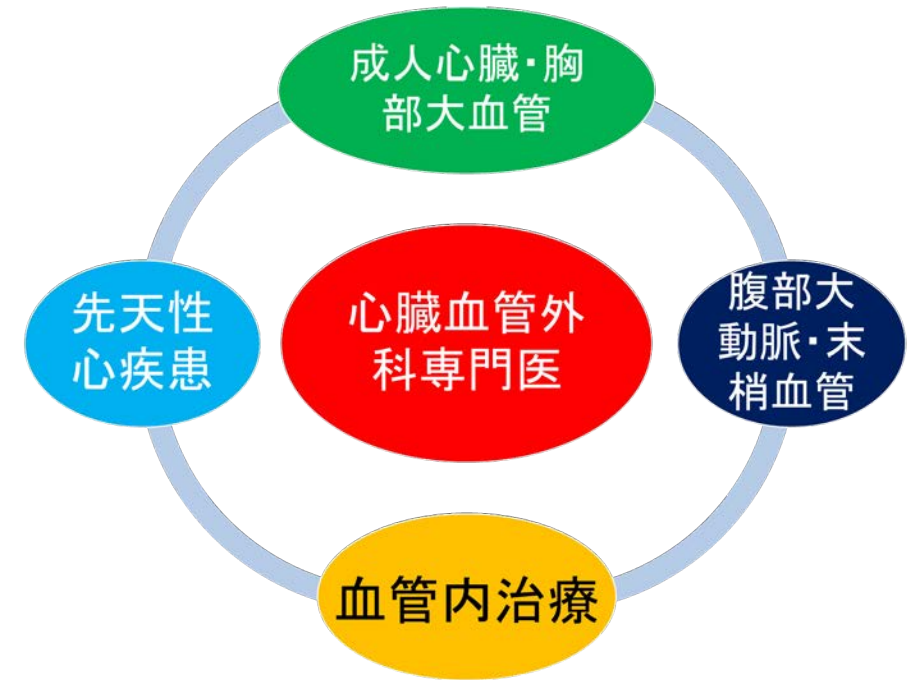 成人心臓・胸
部大血管
先天性
心疾患
心臓血管外
科専門医
腹部大
動脈・末
梢血管
血管内治療